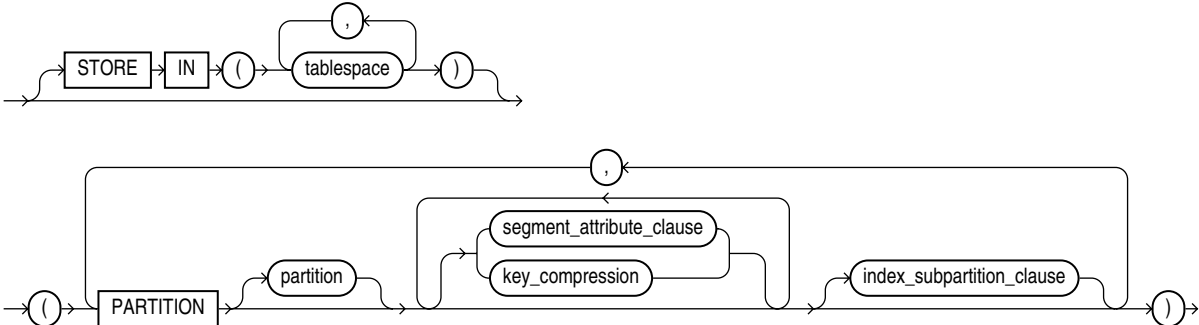 ,
STORE IN ( tablespace )
,
segment_attribute_clause
partition key_compression index_subpartition_clause
( PARTITION )